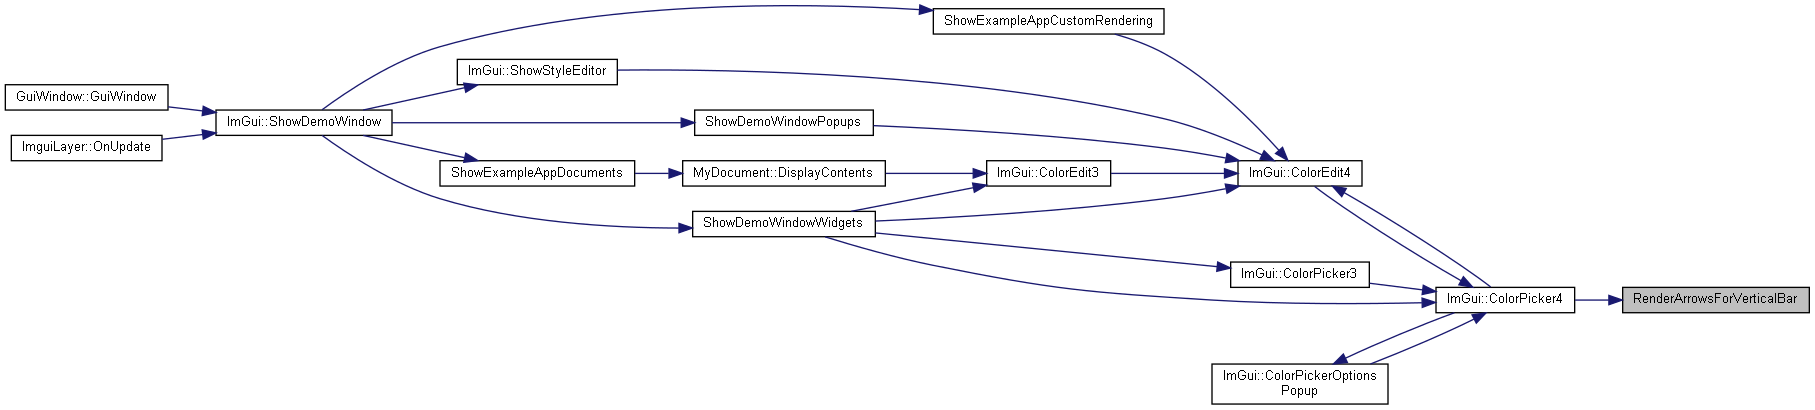 ShowExampleAppCustomRendering
ImGui::ShowStyleEditor
GuiWindow::GuiWindow
ImGui::ShowDemoWindow
ShowDemoWindowPopups
ImguiLayer::OnUpdate
ShowExampleAppDocuments
MyDocument::DisplayContents
ImGui::ColorEdit3
ImGui::ColorEdit4
ShowDemoWindowWidgets
ImGui::ColorPicker3
ImGui::ColorPicker4
RenderArrowsForVerticalBar
ImGui::ColorPickerOptions
Popup